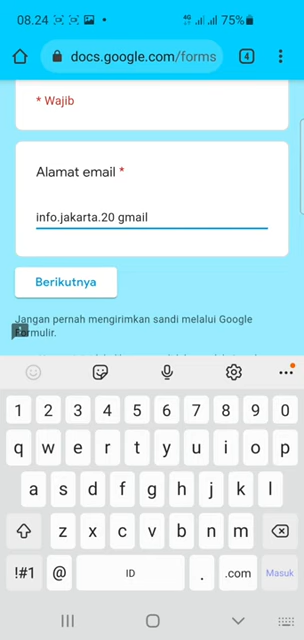 08.24 4G 75%
docs.google.com/forms 4
* Wajib
Alamat email *
info.jakarta.20 gmail
Berikutnya
Jangan pernah mengirimkan sandi melalui Google
Formulir.
1 2 3 4 5 6 7 8 9 0
q w e r t y u i o p
a s d f g h j k l
z x c v b n m
!#1 @ ID . .com Masuk